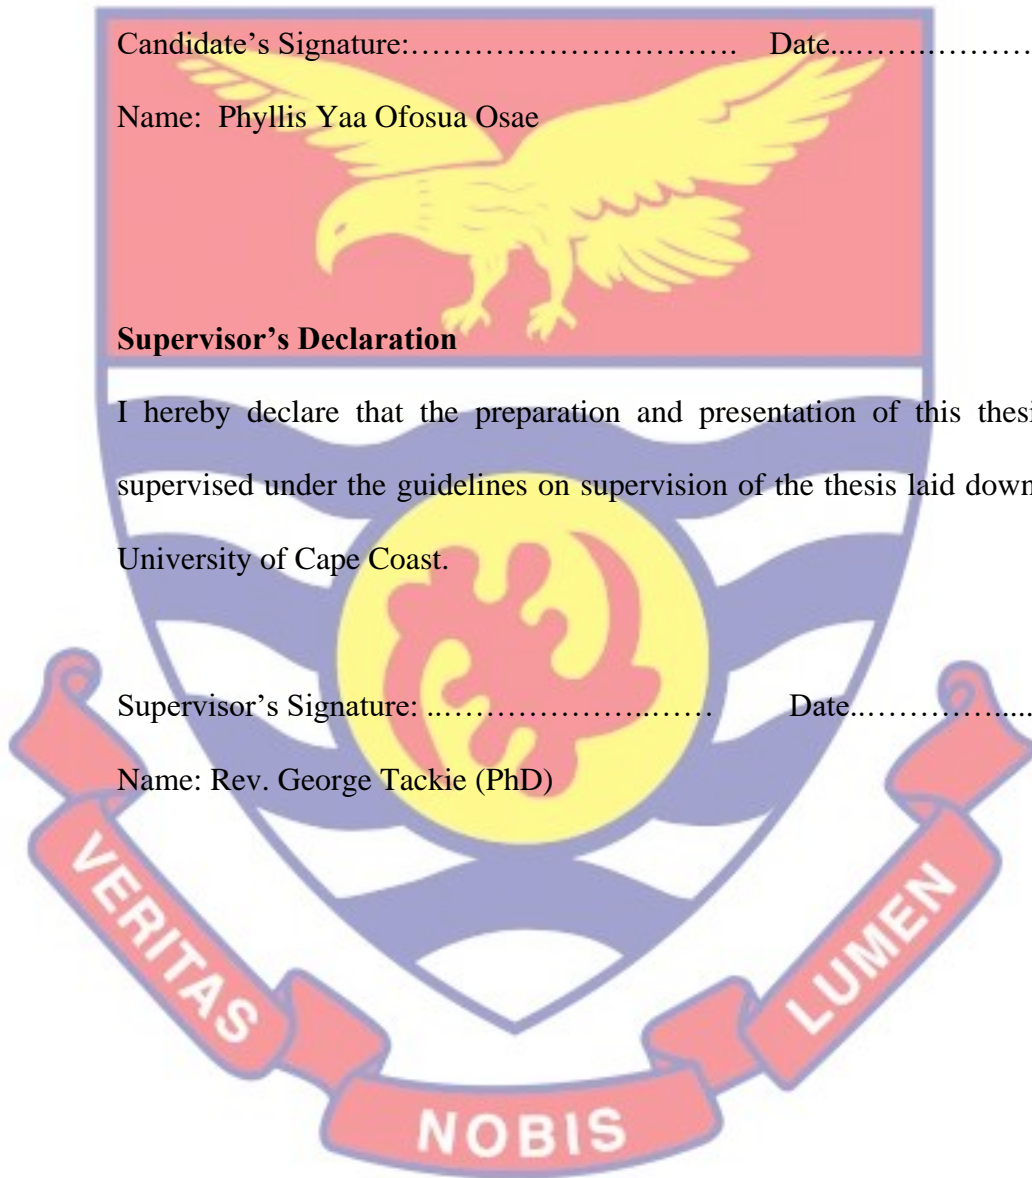 Candidate’s Signature:…………………………. Date...…….…………
Name: Phyllis Yaa Ofosua Osae
Supervisor’s Declaration
I hereby declare that the preparation and presentation of this thesi
supervised under the guidelines on supervision of the thesis laid down
University of Cape Coast.
Supervisor’s Signature: ..…………………..…… Date..………….....
Name: Rev. George Tackie (PhD)
VERITAS
NOBIS
LUMEN